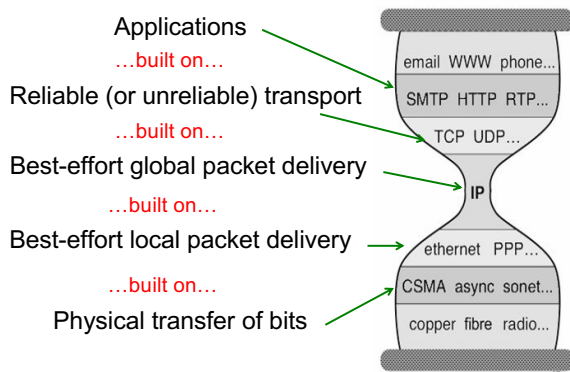 Applications
…built on…
Reliable (or unreliable) transport
…built on…
Best-effort global packet delivery
…built on…
Best-effort local packet delivery
…built on…
Physical transfer of bits
email WWW phone...
SMTP HTTP RTP...
TCP UDP…
IP
ethernet PPP…
CSMA async sonet...
copper fibre radio...